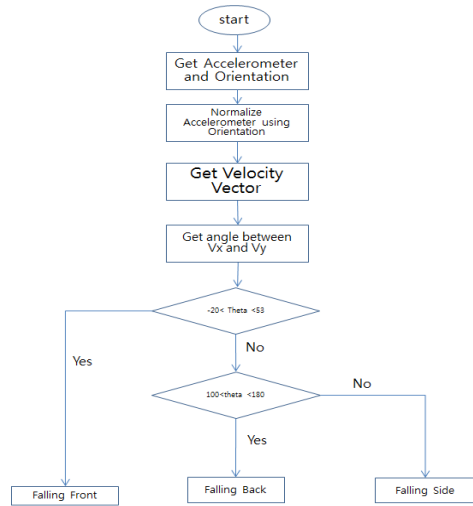 start
Get Accelerometer
and Orientation
Normalize
Accelerometer using
Orientation
Get Velocity
Vector
Get angle between
Vx and Vy
-20< Theta <53
Yes
No
100<theta <180
No
Yes
Falling Front
Falling Back
Falling Side